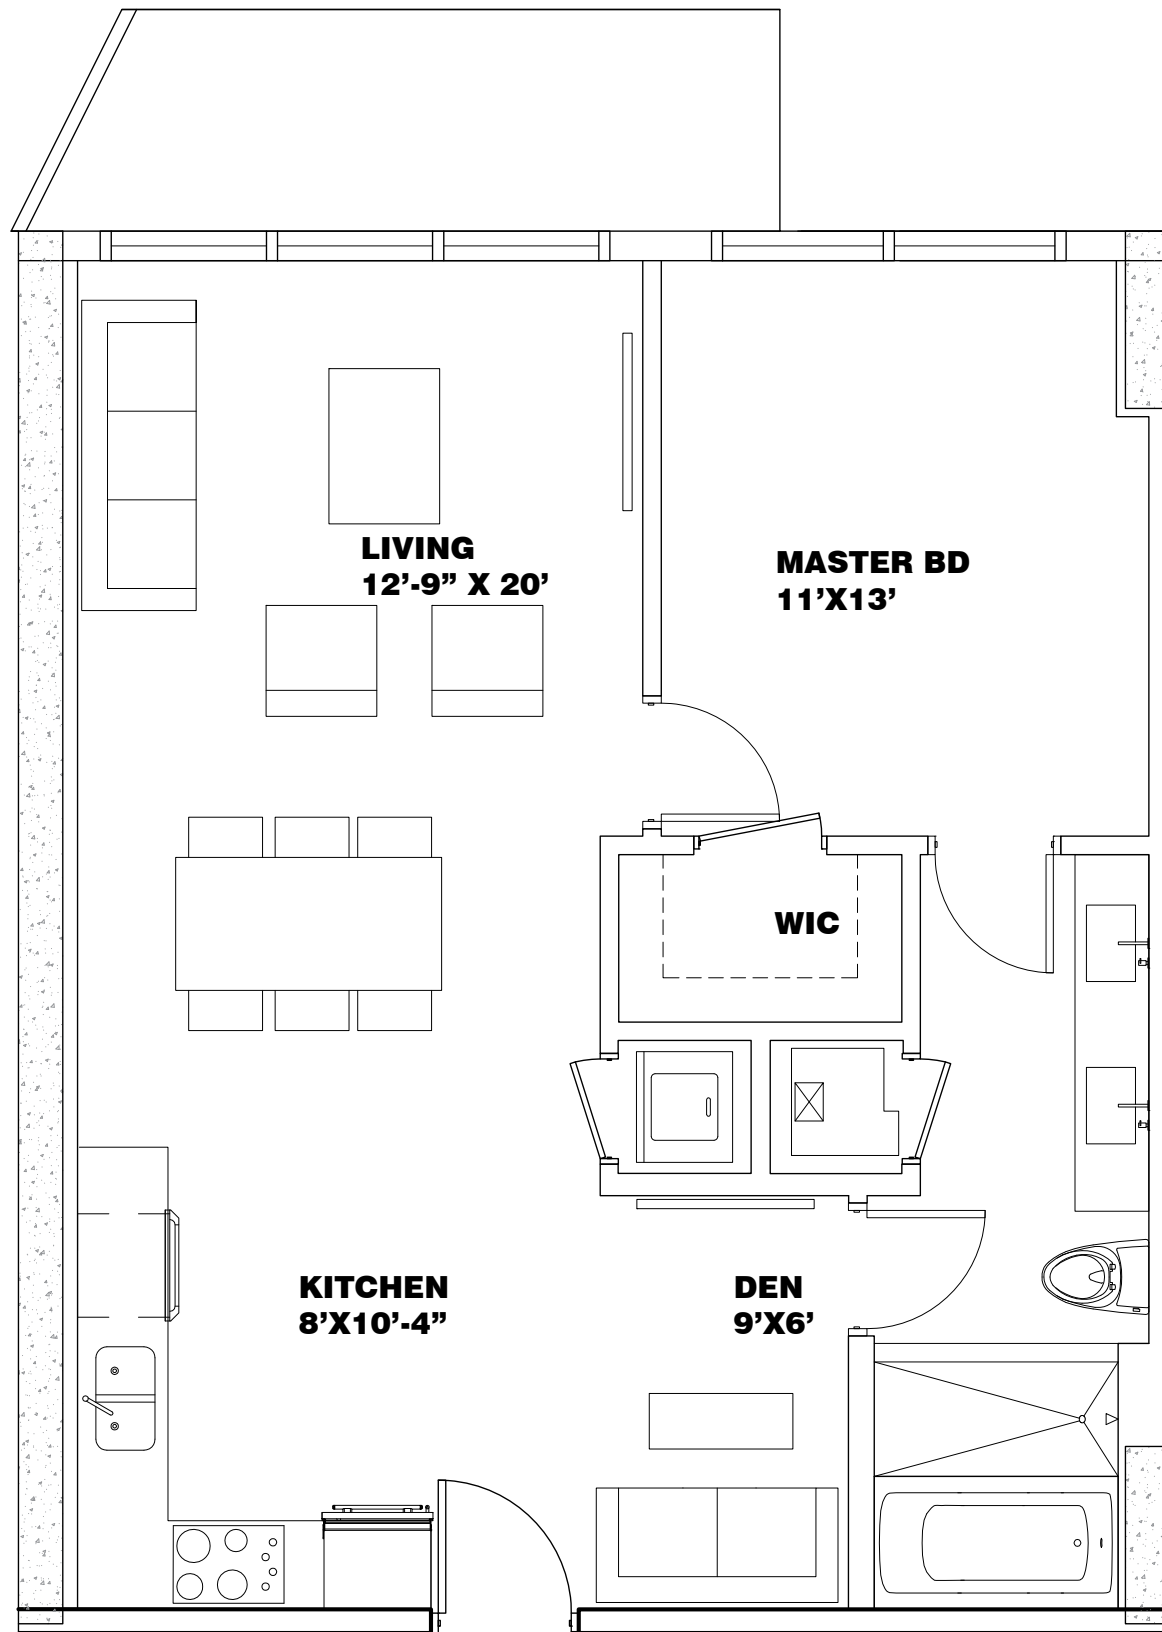 LIVING
12’-9” X 20’
MASTER BD
11’X13’
WIC
KITCHEN
8’X10’-4”
DEN
9’X6’